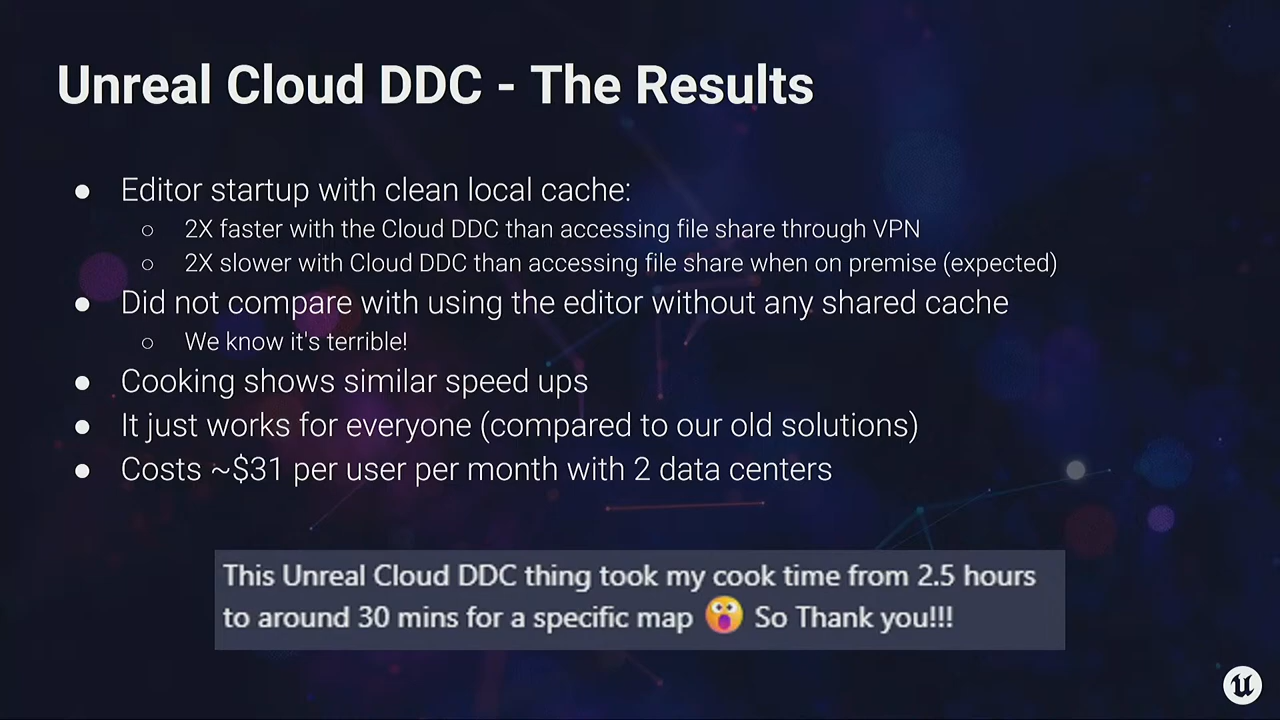 Unreal Cloud DDC - The Results
● Editor startup with clean local cache:
○ 2X faster with the Cloud DDC than accessing file share through VPN
○ 2X slower with Cloud DDC than accessing file share when on premise (expected)
● Did not compare with using the editor without any shared cache
○ We know it's terrible!
● Cooking shows similar speed ups
● It just works for everyone (compared to our old solutions)
● Costs ~$31 per user per month with 2 data centers
This Unreal Cloud DDC thing took my cook time from 2.5 hours
to around 30 mins for a specific map 😲 So Thank you!!!